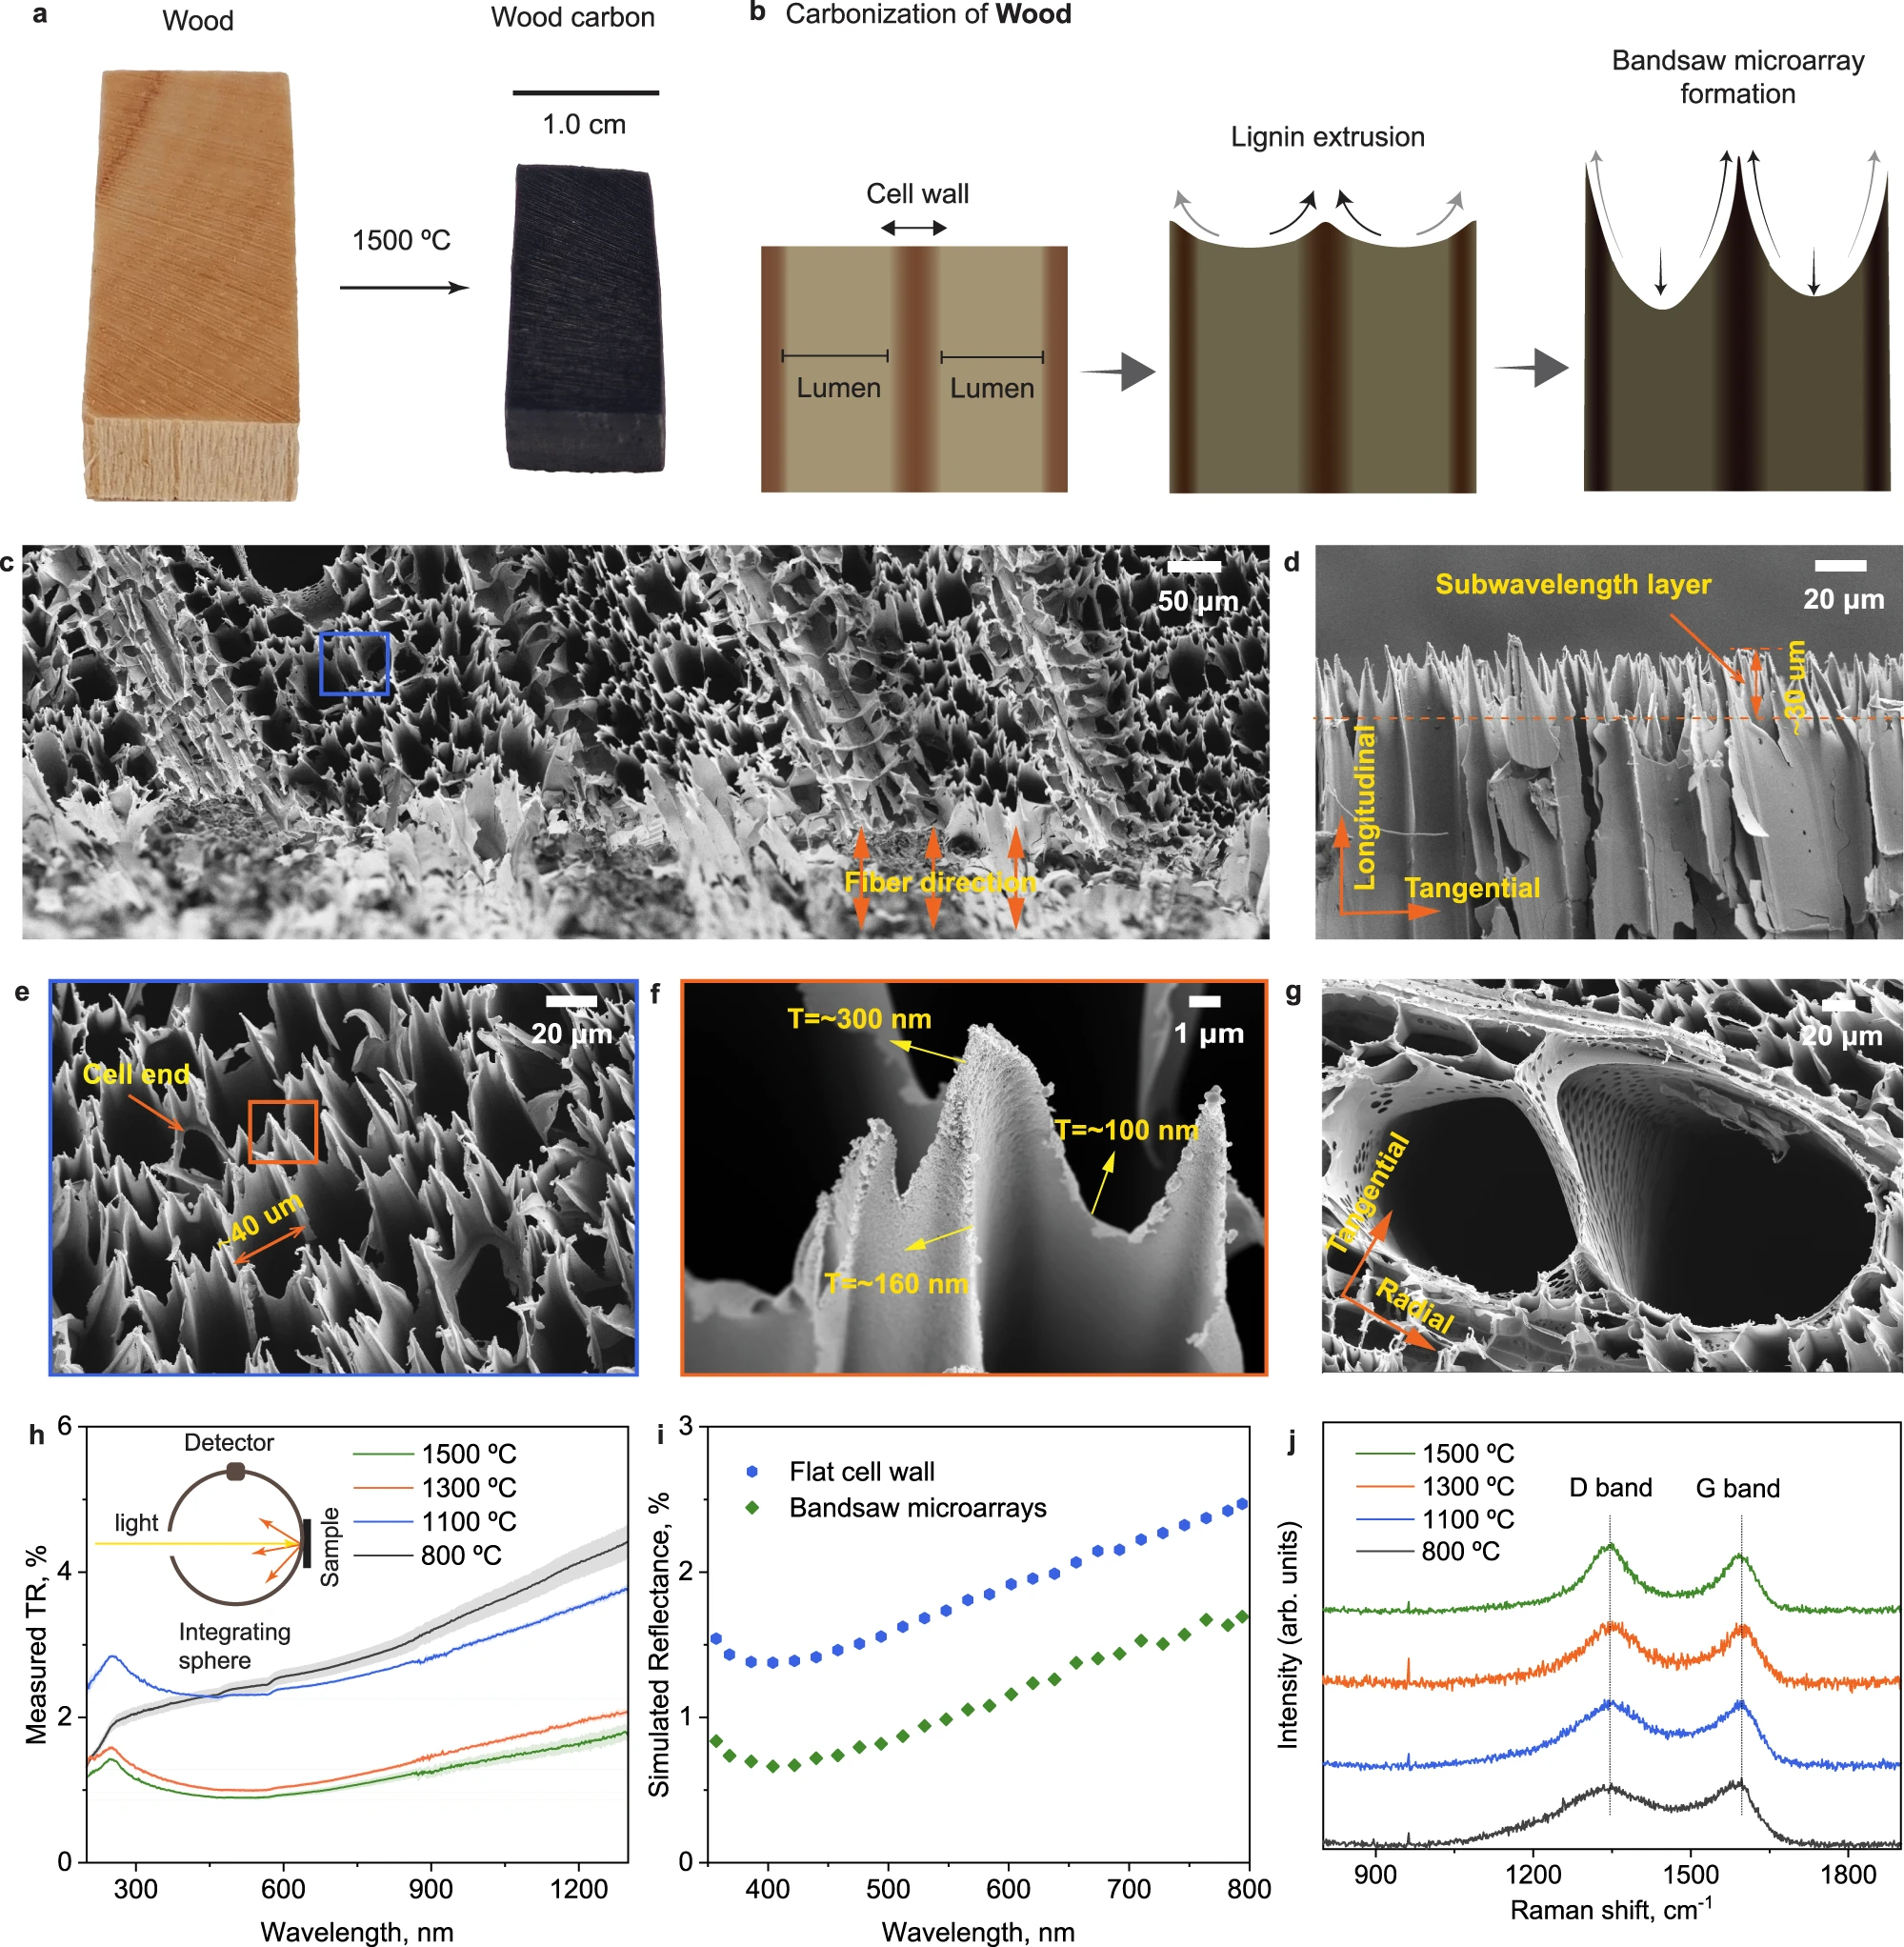 a
Wood
Wood carbon
1.0 cm
1500 ºC
b Carbonization of Wood
Cell wall
Lumen
Lumen
Lignin extrusion
Bandsaw microarray
formation
c
50 μm
Fiber direction
d
Subwavelength layer
20 μm
~30 um
Longitudinal
Tangential
e
20 μm
Cell end
~40 um
f
T=~300 nm
1 μm
T=~100 nm
T=~160 nm
g
20 μm
Tangential
Radial
h
Detector
light
Sample
Integrating
sphere
1500 ºC
1300 ºC
1100 ºC
800 ºC
Measured TR, %
6
4
2
0
300
600
900
1200
Wavelength, nm
i
Flat cell wall
Bandsaw microarrays
Simulated Reflectance, %
3
2
1
0
400
500
600
700
800
Wavelength, nm
j
1500 ºC
1300 ºC
1100 ºC
800 ºC
D band
G band
Intensity (arb. units)
900
1200
1500
1800
Raman shift, cm-1